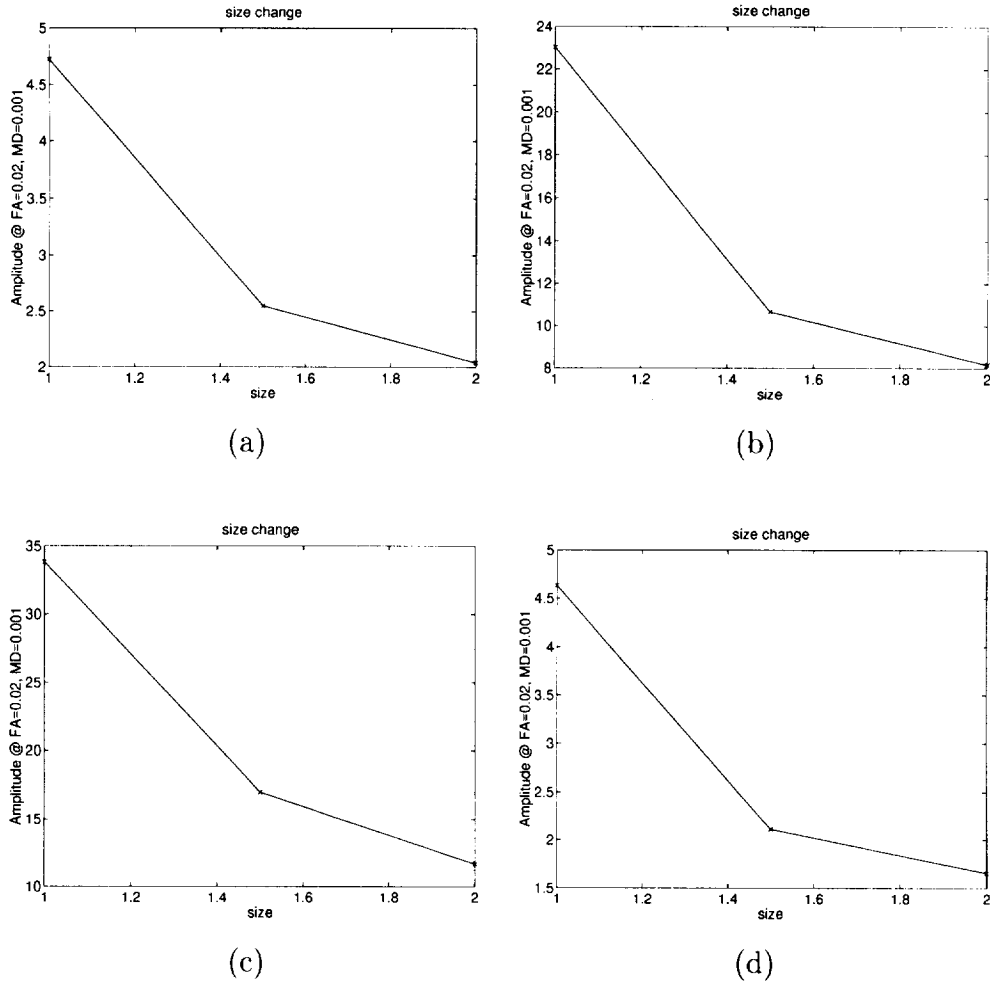 size change
5
4.5
4
3.5
3
2.5
2
Amplitude @ FA=0.02, MD=0.001
1 1.2 1.4 1.6 1.8 2
size
(a)
size change
24
22
20
18
16
14
12
10
8
Amplitude @ FA=0.02, MD=0.001
1 1.2 1.4 1.6 1.8 2
size
(b)
size change
35
30
25
20
15
10
Amplitude @ FA=0.02, MD=0.001
1 1.2 1.4 1.6 1.8 2
size
(c)
size change
5
4.5
4
3.5
3
2.5
2
1.5
Amplitude @ FA=0.02, MD=0.001
1 1.2 1.4 1.6 1.8 2
size
(d)